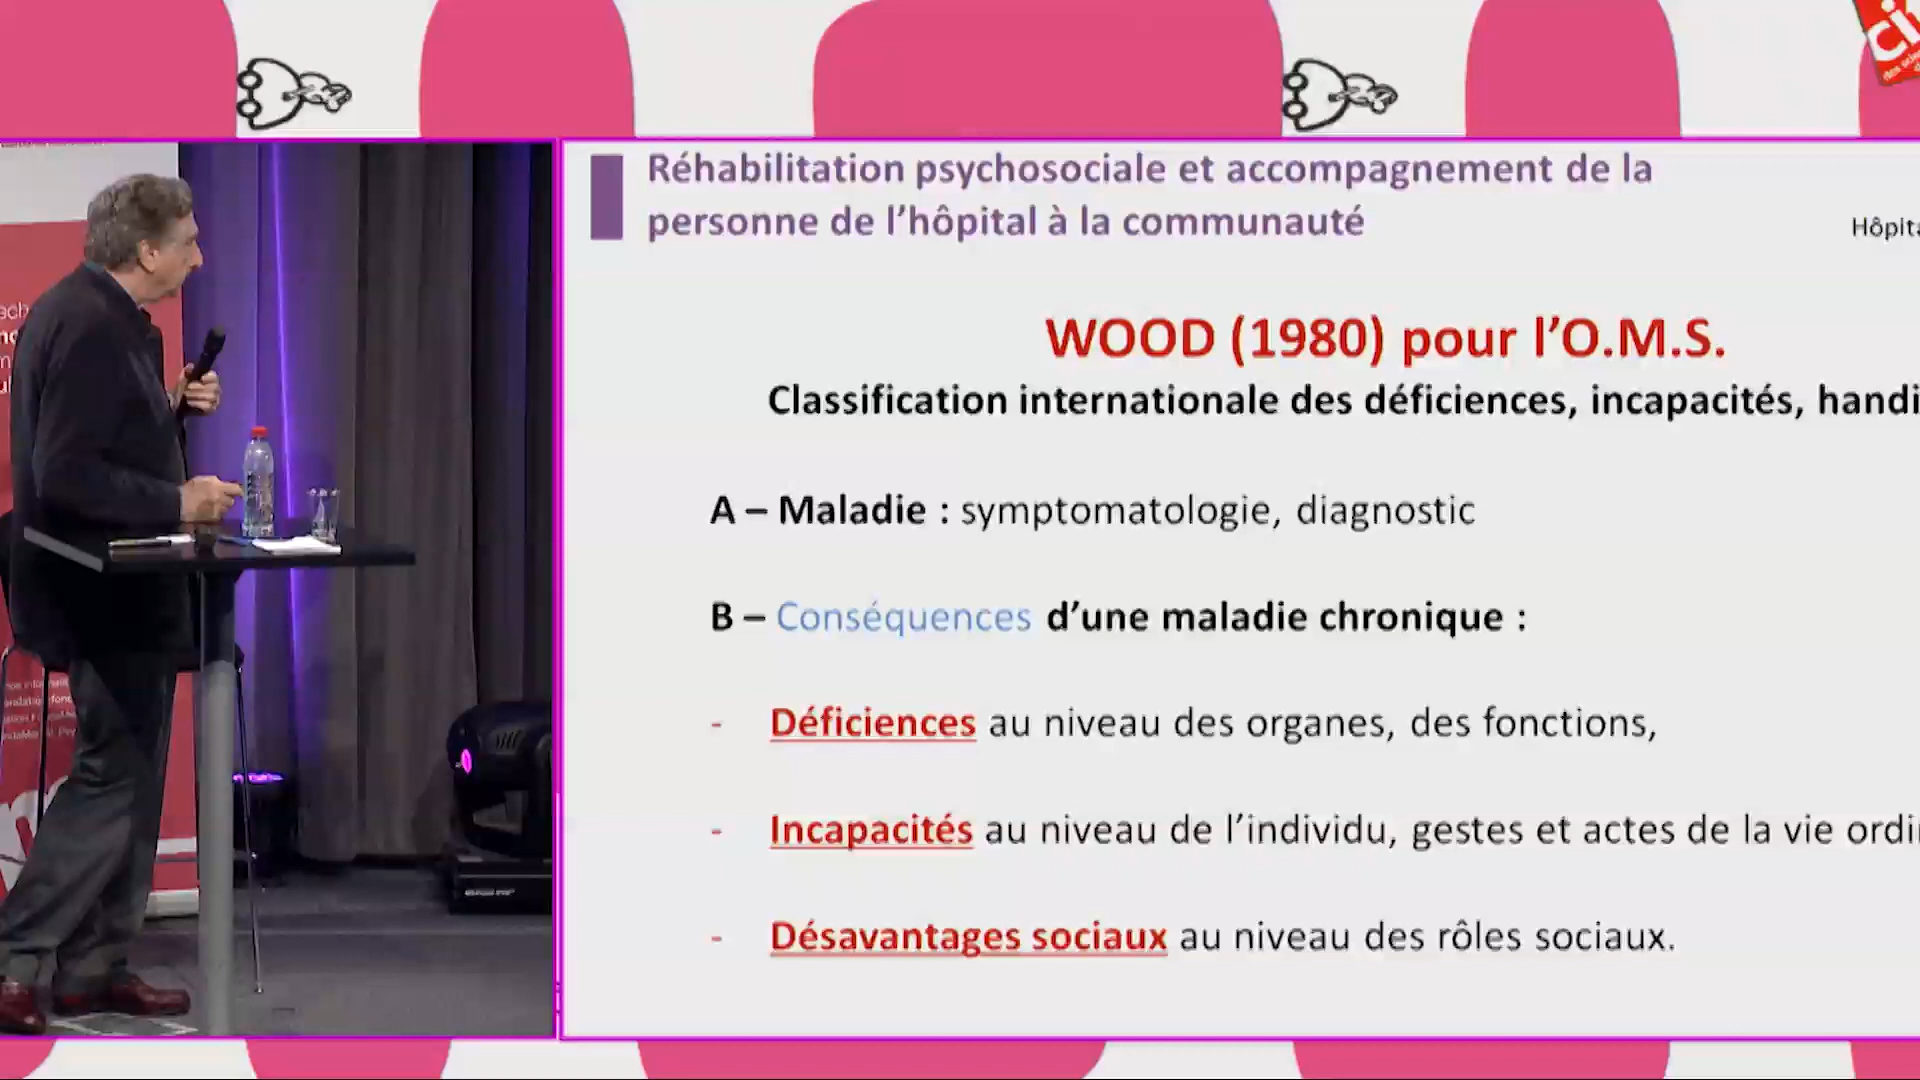 Réhabilitation psychosociale et accompagnement de la
personne de l'hôpital à la communauté
WOOD (1980) pour l'O.M.S.
Classification internationale des déficiences, incapacités,
A – Maladie : symptomatologie, diagnostic
B – Conséquences d'une maladie chronique :
- Déficiences au niveau des organes, des fonctions,
- Incapacités au niveau de l'individu, gestes et actes de la vie
- Désavantages sociaux au niveau des rôles sociaux.